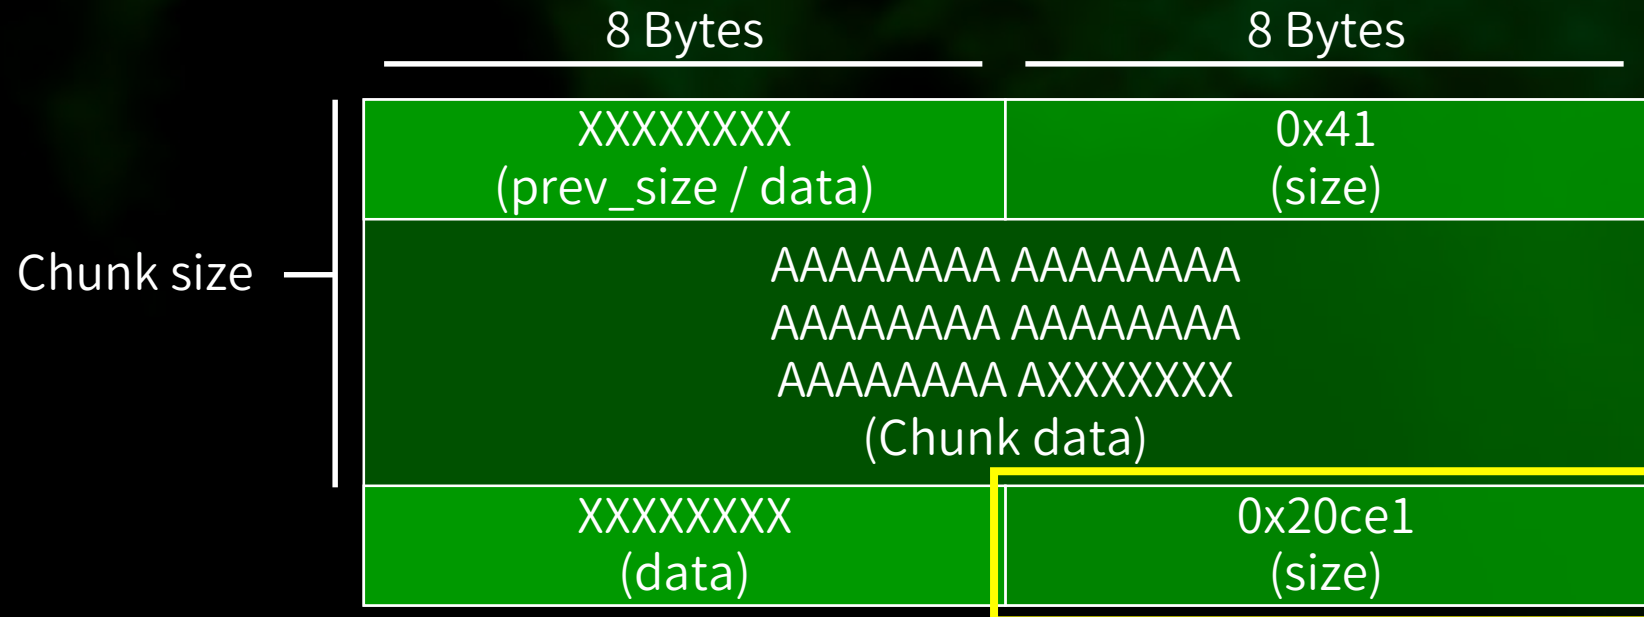 8 Bytes 8 Bytes
XXXXXXXX 0x41
(prev_size / data) (size)
Chunk size
AAAAAAAA AAAAAAAA
AAAAAAAA AAAAAAAA
AAAAAAAA AXXXXXXX
(Chunk data)
XXXXXXXX 0x20ce1
(data) (size)